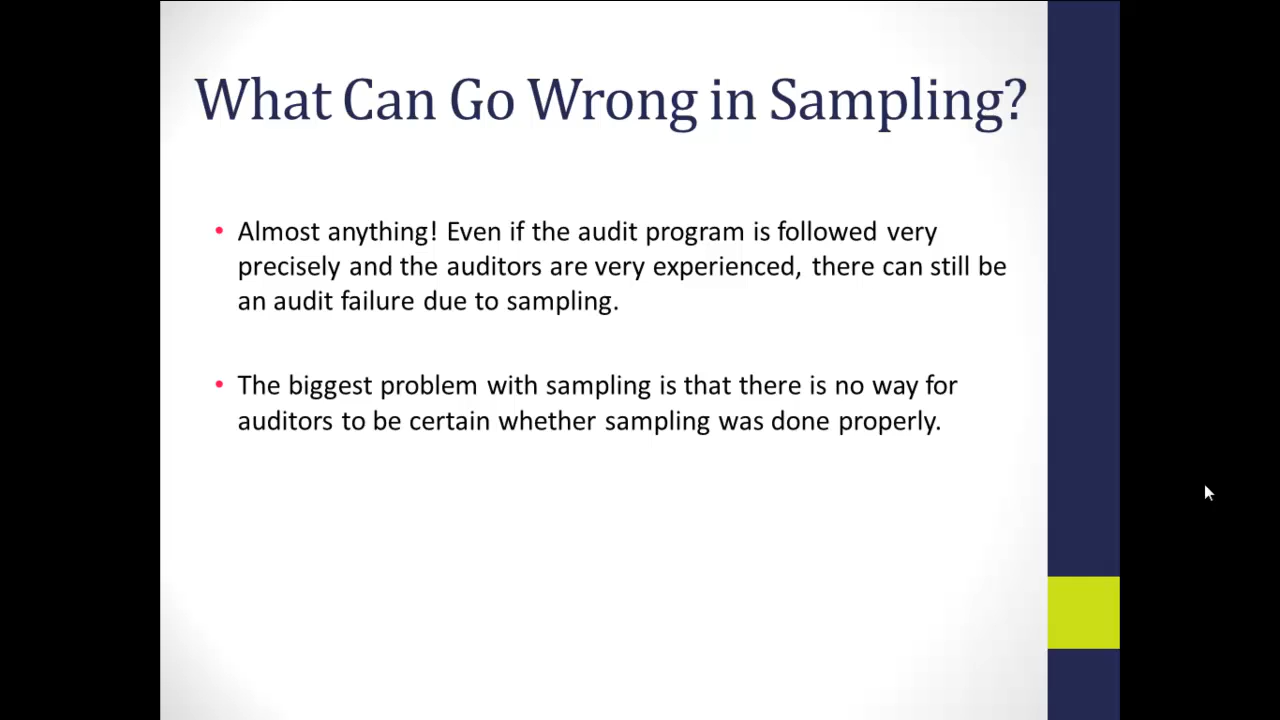 What Can Go Wrong in Sampling?
• Almost anything! Even if the audit program is followed very
precisely and the auditors are very experienced, there can still be
an audit failure due to sampling.
• The biggest problem with sampling is that there is no way for
auditors to be certain whether sampling was done properly.